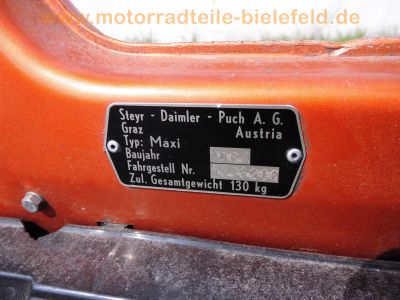 www.motorradteile-bielefeld.de
Steyr - Daimler - Puch A. G.
Graz Austria
Typ: Maxi
Baujahr
Fahrgestell Nr.
Zul. Gesamtgewicht 130 kg